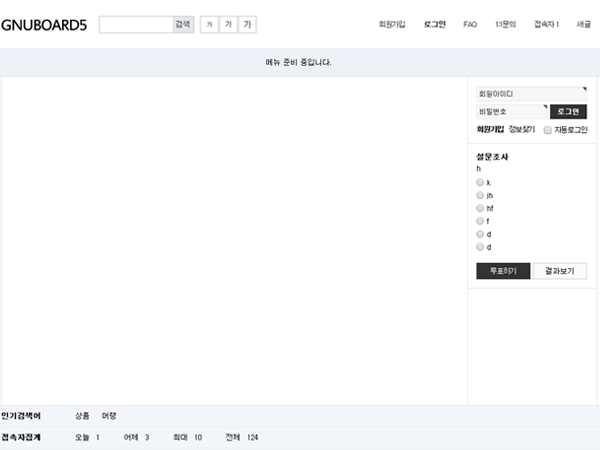 GNUBOARD5 검색 가 가 가 회원가입 로그인 FAQ 1:1문의 접속자 1 새글
메뉴 준비 중입니다.
회원아이디
비밀번호 로그인
회원가입 정보찾기 자동로그인
설문조사
h
k
jh
hf
f
d
d
투표하기 결과보기
인기검색어 상품
접속자집계 오늘 1 어제 3 최대 10 전체 124